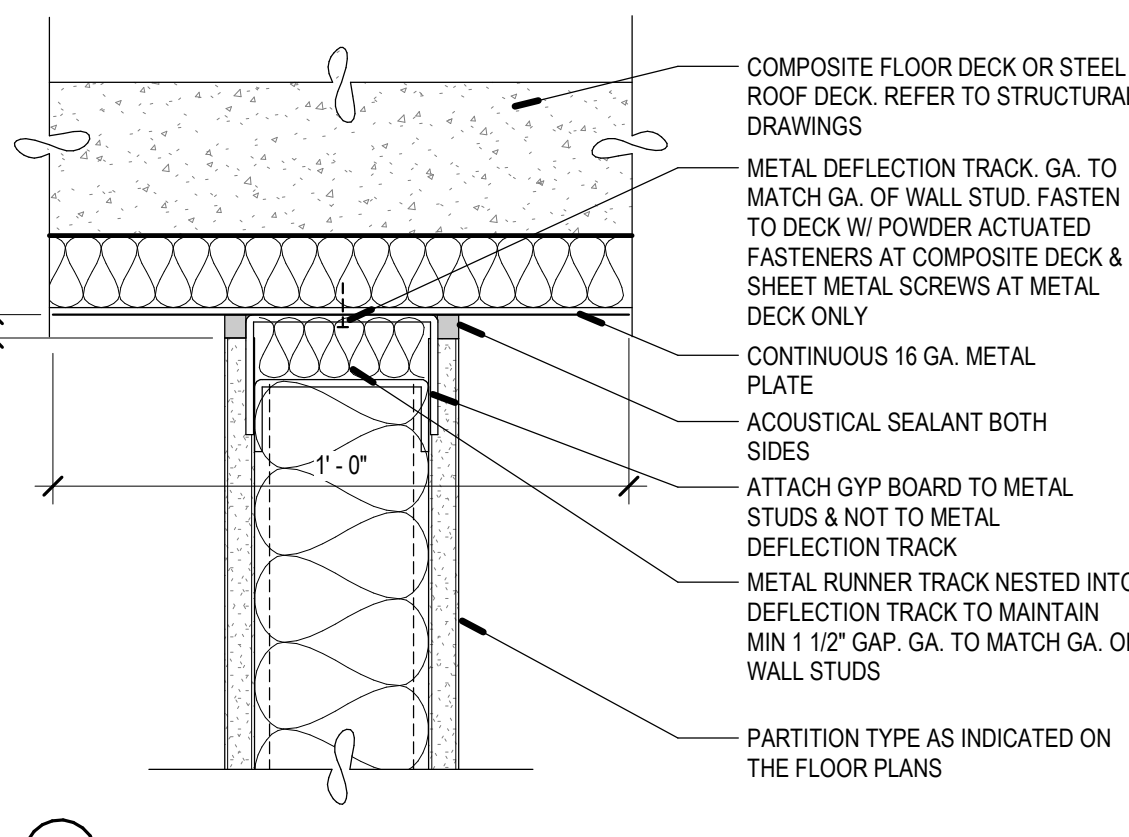 COMPOSITE FLOOR DECK OR STEEL
ROOF DECK. REFER TO STRUCTURAL
DRAWINGS
METAL DEFLECTION TRACK. GA. TO
MATCH GA. OF WALL STUD. FASTEN
TO DECK W/ POWDER ACTUATED
FASTENERS AT COMPOSITE DECK &
SHEET METAL SCREWS AT METAL
DECK ONLY
CONTINUOUS 16 GA. METAL
PLATE
ACOUSTICAL SEALANT BOTH
SIDES
1' - 0"
ATTACH GYP BOARD TO METAL
STUDS & NOT TO METAL
DEFLECTION TRACK
METAL RUNNER TRACK NESTED INTO
DEFLECTION TRACK TO MAINTAIN
MIN 1 1/2" GAP. GA. TO MATCH GA. OF
WALL STUDS
PARTITION TYPE AS INDICATED ON
THE FLOOR PLANS